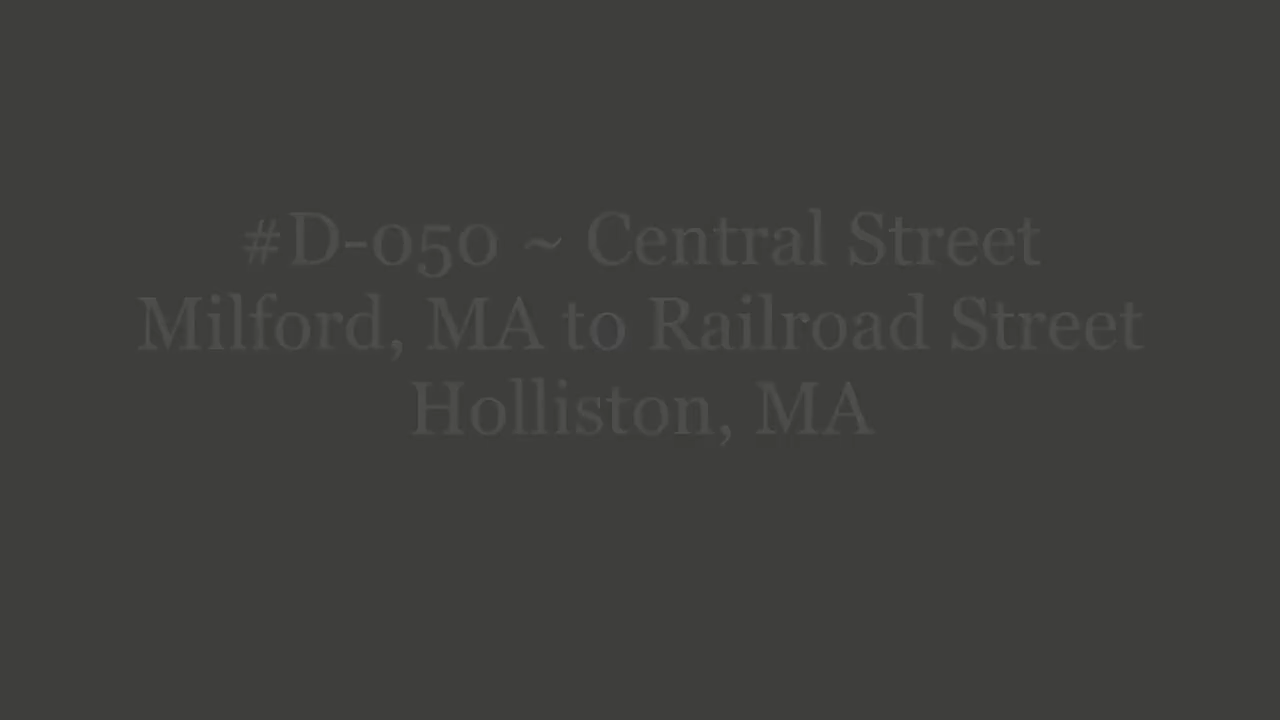 #D-050 ~ Central Street
Milford, MA to Railroad Street
Holliston, MA